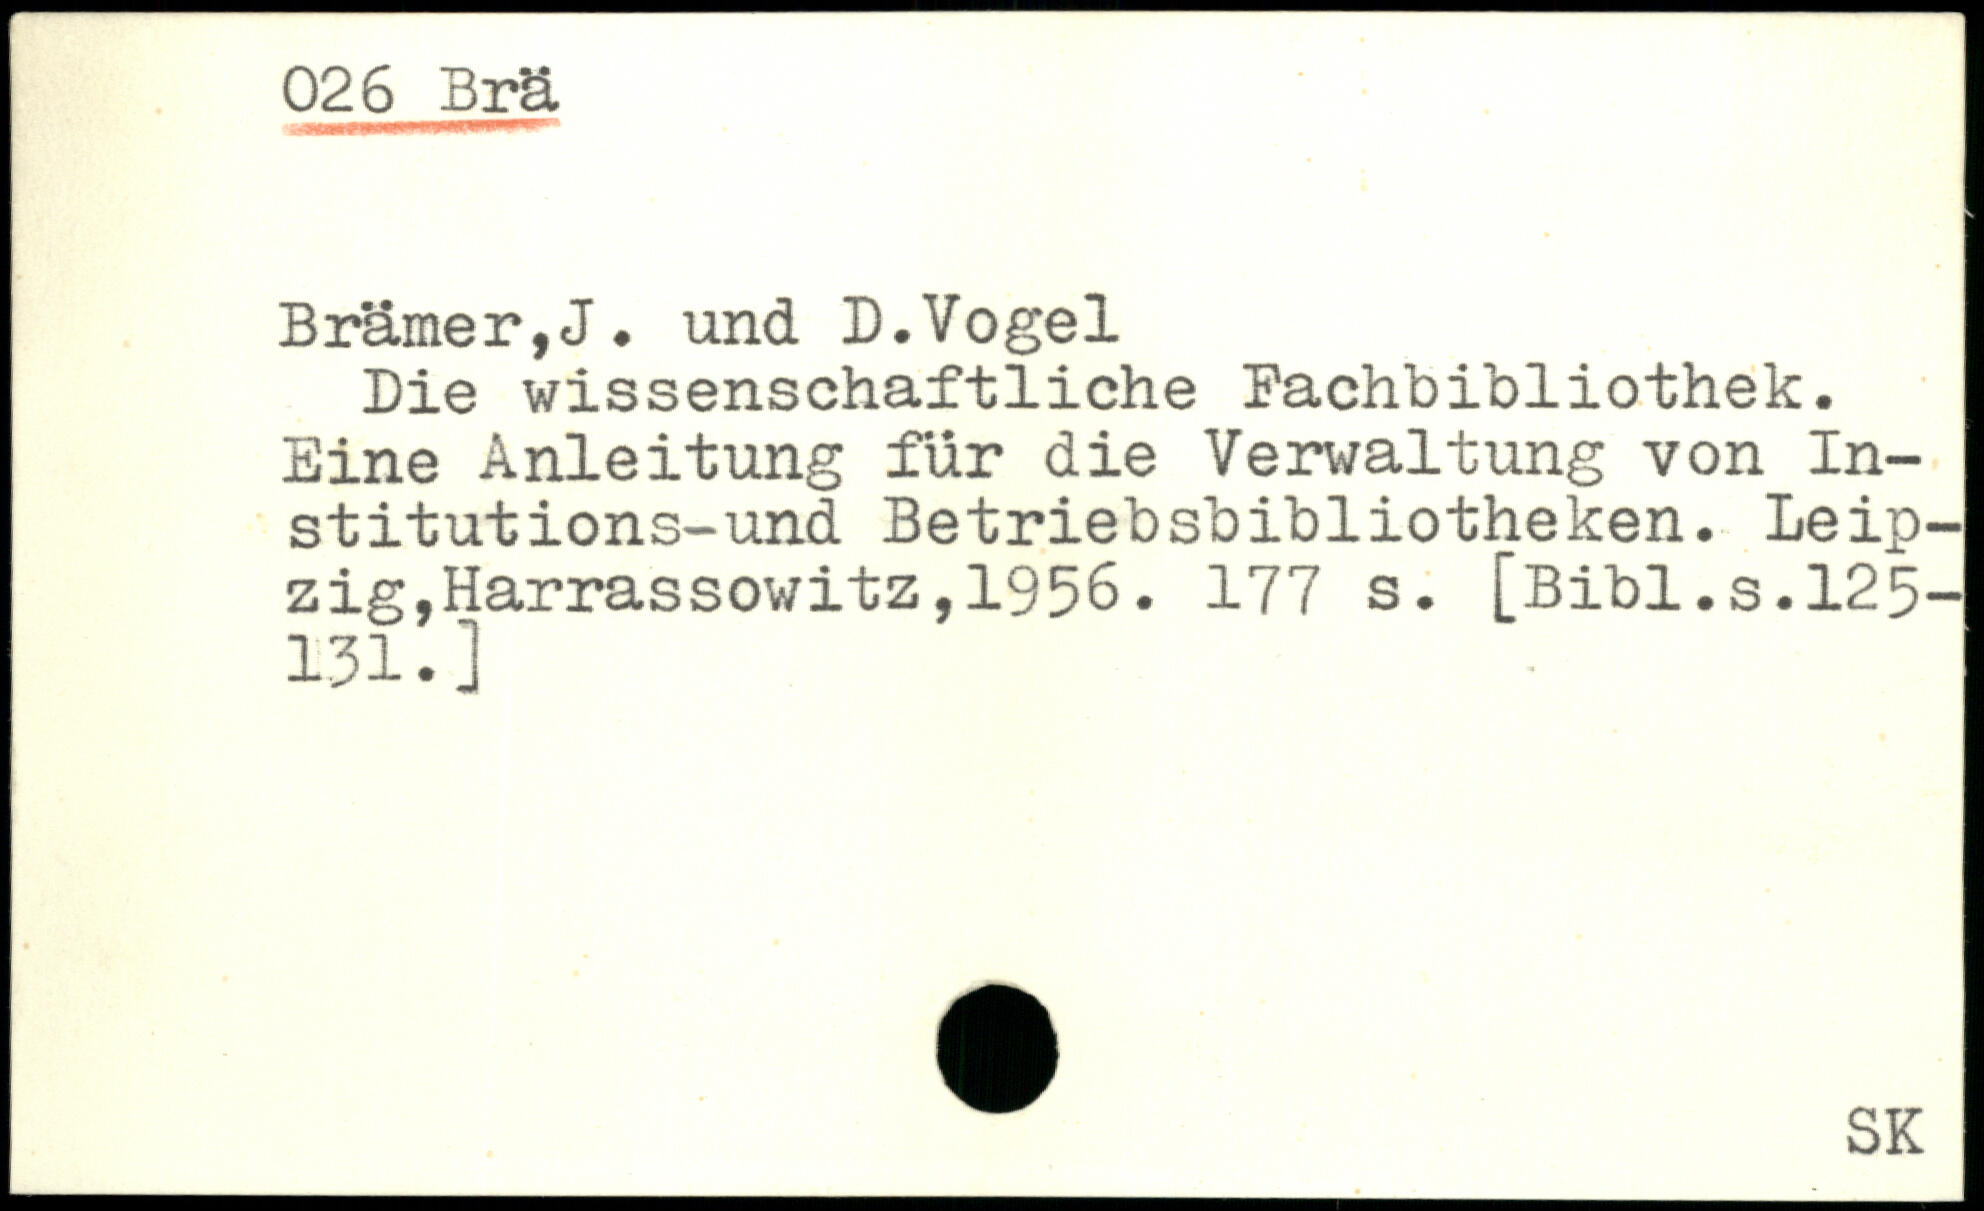 026 Brä
Brämer,J. und D.Vogel
Die wissenschaftliche Fachbibliothek.
Eine Anleitung für die Verwaltung von In-
stitutions-und Betriebsbibliotheken. Leip-
zig,Harrassowitz,1956. 177 s. [Bibl.s.125-
131.]
SK